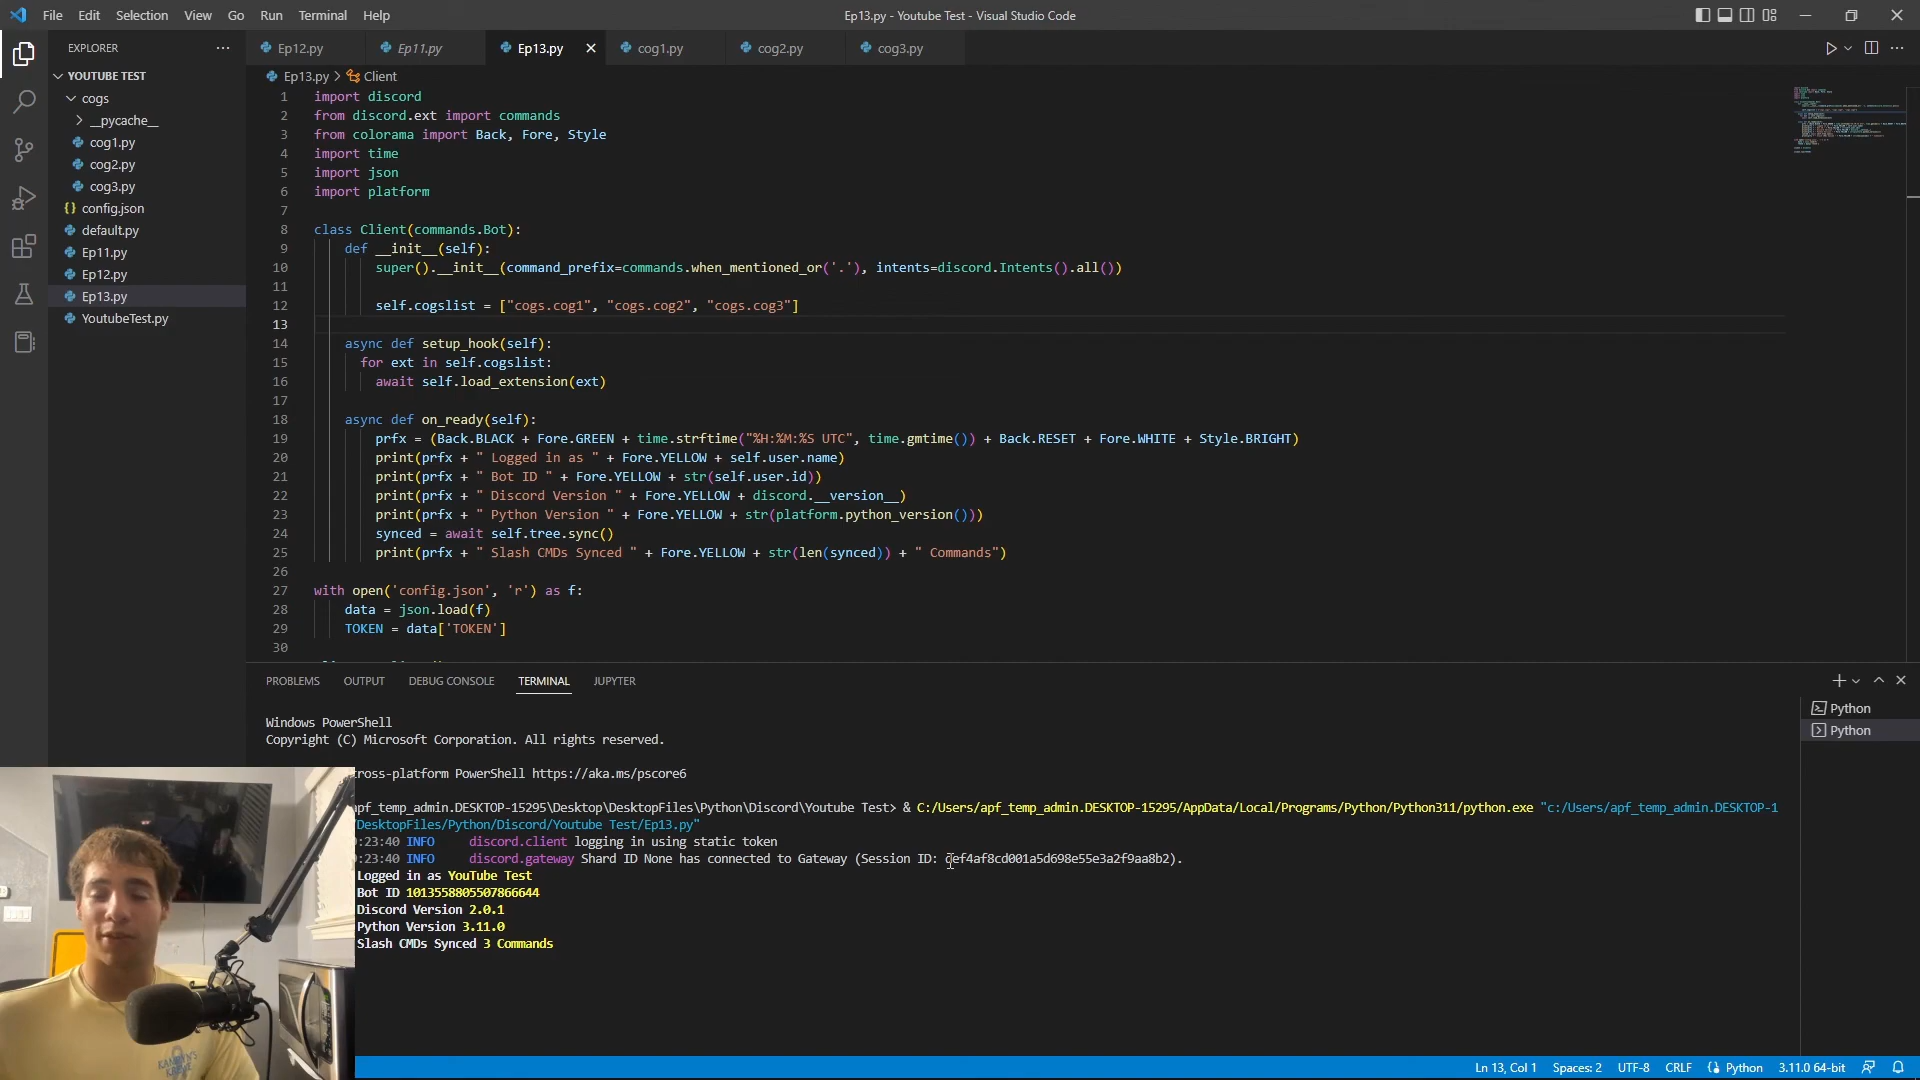 File Edit Selection View Go Run Terminal Help
Ep13.py - Youtube Test - Visual Studio Code
EXPLORER
YOUTUBE TEST
cogs
__pycache__
cog1.py
cog2.py
cog3.py
config.json
default.py
Ep11.py
Ep12.py
Ep13.py
YoutubeTest.py
Ep12.py Ep11.py Ep13.py cog1.py cog2.py cog3.py
Ep13.py > Client
1 import discord
2 from discord.ext import commands
3 from colorama import Back, Fore, Style
4 import time
5 import json
6 import platform
7
8 class Client(commands.Bot):
9 def __init__(self):
10 super().__init__(command_prefix=commands.when_mentioned_or('.'), intents=discord.Intents().all())
11
12 self.cogslist = ["cogs.cog1", "cogs.cog2", "cogs.cog3"]
13
14 async def setup_hook(self):
15 for ext in self.cogslist:
16 await self.load_extension(ext)
17
18 async def on_ready(self):
19 prfx = (Back.BLACK + Fore.GREEN + time.strftime("%H:%M:%S UTC", time.gmtime()) + Back.RESET + Fore.WHITE + Style.BRIGHT)
20 print(prfx + " Logged in as " + Fore.YELLOW + self.user.name)
21 print(prfx + " Bot ID " + Fore.YELLOW + str(self.user.id))
22 print(prfx + " Discord Version " + Fore.YELLOW + discord.__version__)
23 print(prfx + " Python Version " + Fore.YELLOW + str(platform.python_version()))
24 synced = await self.tree.sync()
25 print(prfx + " Slash CMDs Synced " + Fore.YELLOW + str(len(synced)) + " Commands")
26
27 with open('config.json', 'r') as f:
28 data = json.load(f)
29 TOKEN = data['TOKEN']
30
PROBLEMS OUTPUT DEBUG CONSOLE TERMINAL JUPYTER
Python
Python
Windows PowerShell
Copyright (C) Microsoft Corporation. All rights reserved.
ross-platform PowerShell https://aka.ms/pscore6
apf_temp_admin.DESKTOP-15295\Desktop\DesktopFiles\Python\Discord\Youtube Test> & C:/Users/apf_temp_admin.DESKTOP-15295/AppData/Local/Programs/Python/Python311/python.exe "c:/Users/apf_temp_admin.DESKTOP-1
/DesktopFiles/Python/Discord/Youtube Test/Ep13.py"
:23:40 INFO discord.client logging in using static token
:23:40 INFO discord.gateway Shard ID None has connected to Gateway (Session ID: ef4af8cd001a5d698e55e3a2f9aa8b2).
Logged in as YouTube Test
Bot ID 1013558805507866644
Discord Version 2.0.1
Python Version 3.11.0
Slash CMDs Synced 3 Commands
Ln 13, Col 1 Spaces: 2 UTF-8 CRLF Python 3.11.0 64-bit